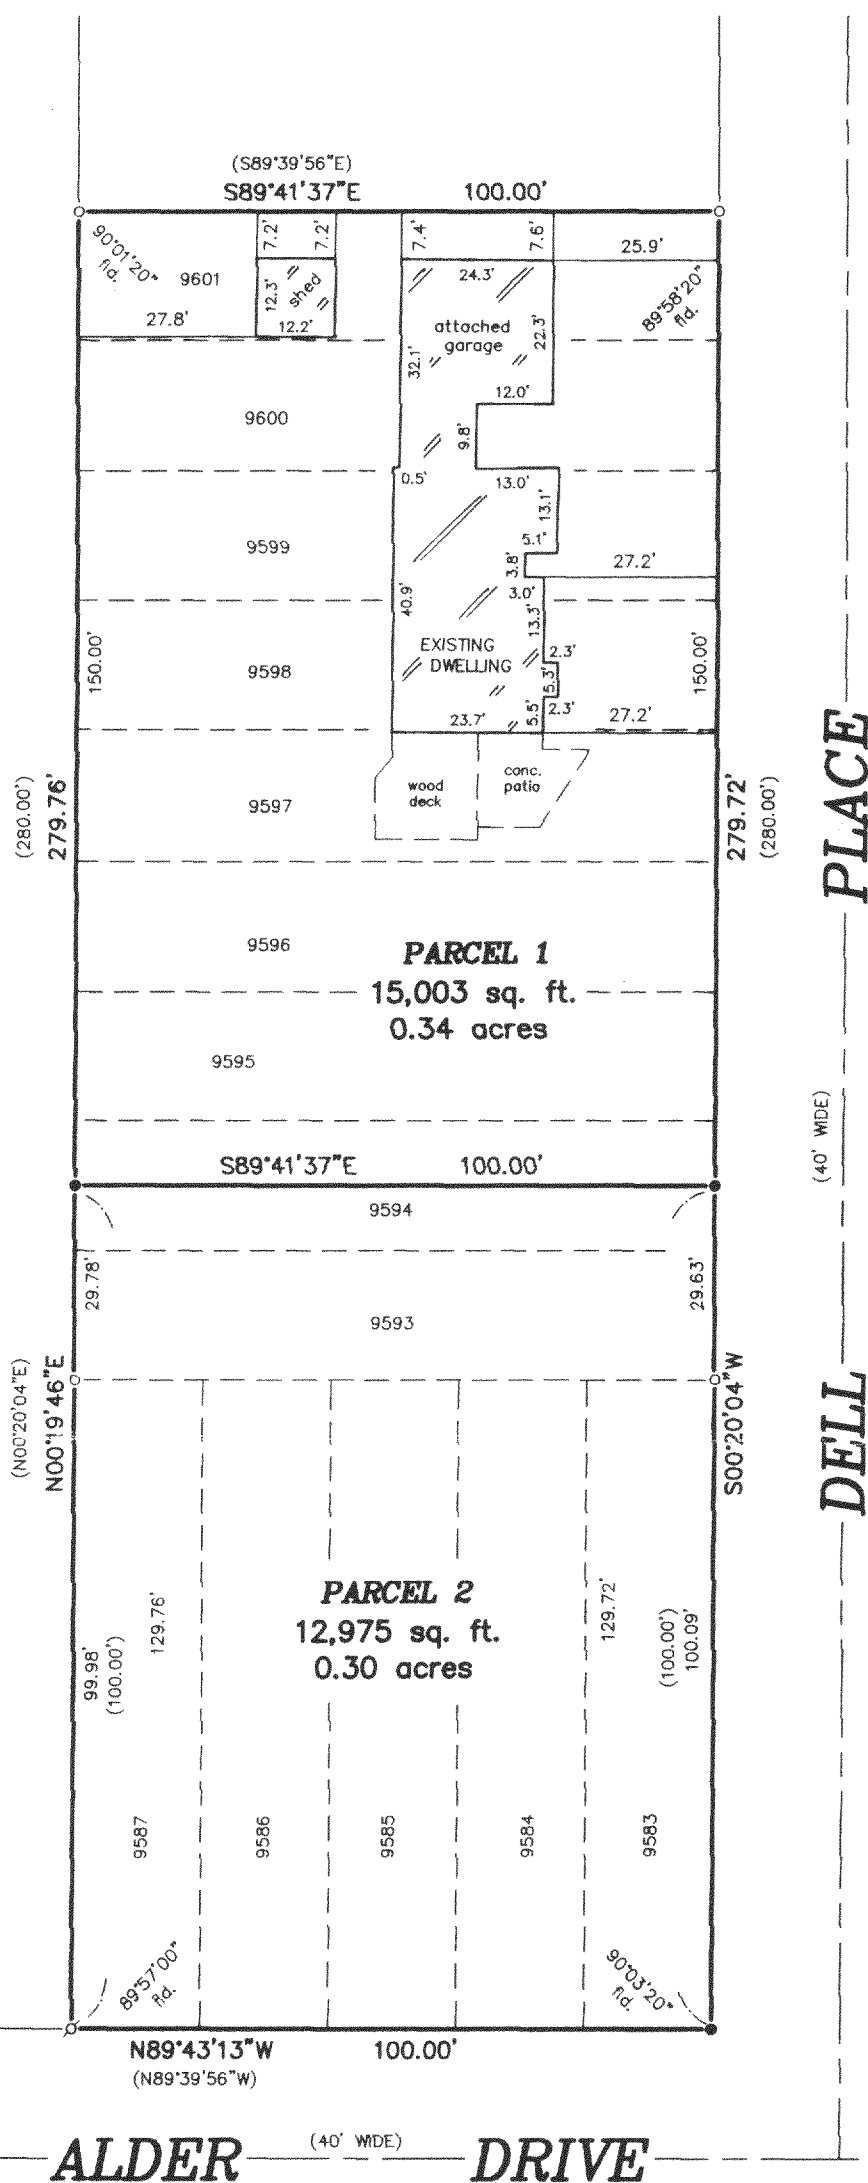 (S89°39'56"E)
S89°41'37"E 100.00'
90°01'20"
fld.
9601
27.8'
7.2' 7.2'
12.3'
shed
12.2'
7.4' 7.6'
25.9'
24.3'
attached
garage
22.3'
32.1'
12.0'
89°58'20"
fld.
9600
9.8'
0.5'
13.0'
13.1'
9599
5.1'
3.8'
27.2'
3.0'
40.9'
13.3'
EXISTING
DWELLING
2.3'
5.3'
2.3'
5.5'
23.7'
27.2'
150.00'
9598
150.00'
wood
deck
conc.
patio
9597
(280.00')
279.76'
279.72'
(280.00')
PLACE
9596
PARCEL 1
15,003 sq. ft.
0.34 acres
9595
(40' WIDE)
S89°41'37"E 100.00'
9594
29.78'
29.63'
9593
(N00°20'04"E)
N00°19'46"E
S00°20'04"W
DELL
PARCEL 2
12,975 sq. ft.
0.30 acres
129.76'
129.72'
99.98'
(100.00')
(100.00')
100.09'
9587
9586
9585
9584
9583
89°57'00"
fld.
90°03'20"
fld.
N89°43'13"W 100.00'
(N89°39'56"W)
ALDER (40' WIDE) DRIVE